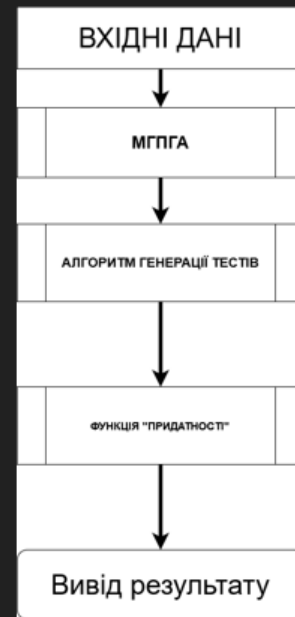 ВХІДНІ ДАНІ
МГПГА
АЛГОРИТМ ГЕНЕРАЦІЇ ТЕСТІВ
ФУНКЦІЯ "ПРИДАТНОСТІ"
Вивід результату